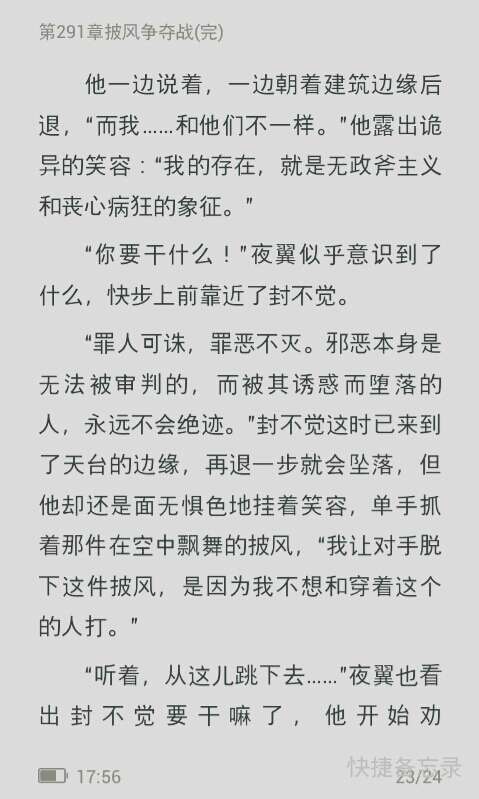 第291章披风争夺战(完)
他一边说着，一边朝着建筑边缘后
退，“而我……和他们不一样。”他露出诡
异的笑容：“我的存在，就是无政斧主义
和丧心病狂的象征。”
“你要干什么！”夜翼似乎意识到了
什么，快步上前靠近了封不觉。
“罪人可诛，罪恶不灭。邪恶本身是
无法被审判的，而被其诱惑而堕落的
人，永远不会绝迹。”封不觉这时已来到
了天台的边缘，再退一步就会坠落，但
他却还是面无惧色地挂着笑容，单手抓
着那件在空中飘舞的披风，“我让对手脱
下这件披风，是因为我不想和穿着这个
的人打。”
“听着，从这儿跳下去……”夜翼也看
出封不觉要干嘛了，他开始劝
快捷备忘录
17:56
23/24